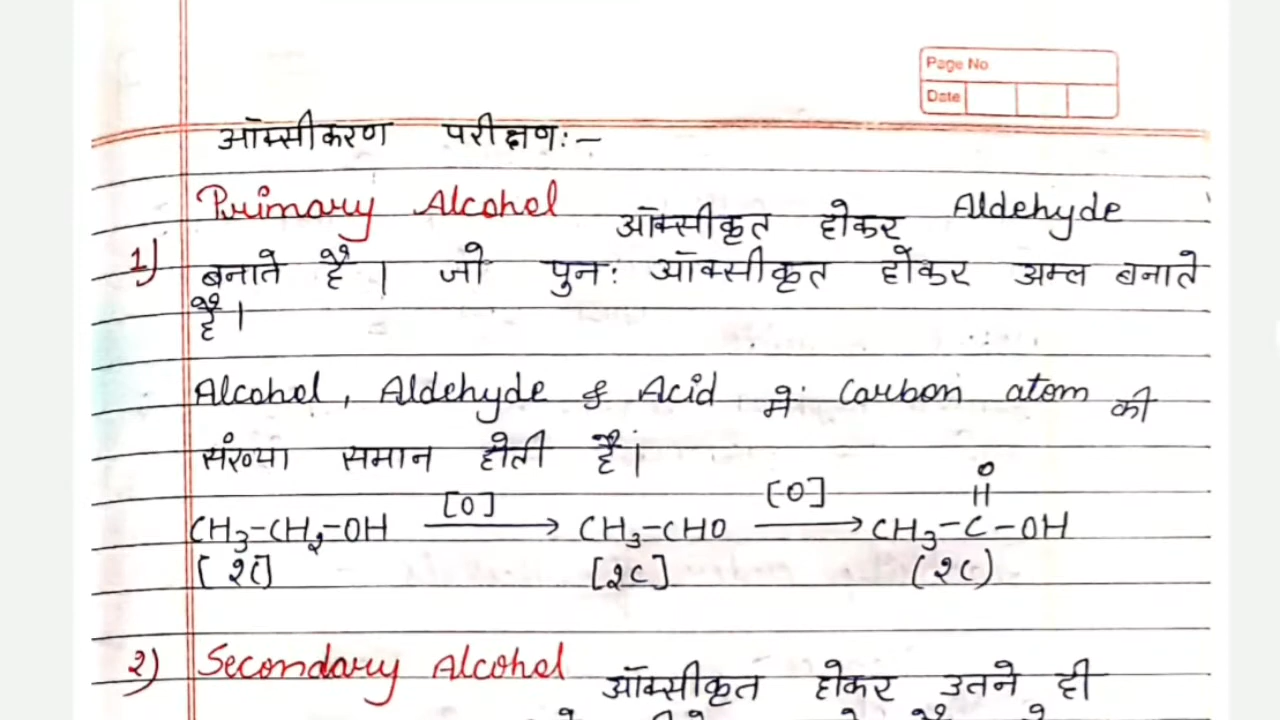 Page No
Date
ऑक्सीकरण परीक्षण:-
Primary Alcohol ऑक्सीकृत होकर Aldehyde
1) बनाते है। जो पुनः ऑक्सीकृत होकर अम्ल बनाते
है।
Alcohol, Aldehyde & Acid में Carbon atom की
संख्या समान होती है।
CH₃-CH₂-OH [O]⟶ CH₃-CHO [O]⟶ CH₃-C(=O)-OH
[2C] [2C] (2C)
2) Secondary Alcohol ऑक्सीकृत होकर उतने ही